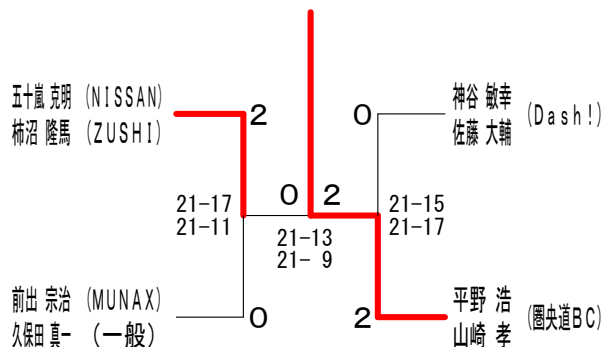 五十嵐 克明 (NISSAN)
柿沼 隆馬 (ZUSHI)
2
0
神谷 敏幸
佐藤 大輔
(Dash!)
21-17
21-11
0 2
21-13
21- 9
21-15
21-17
前出 宗治 (MUNAX)
久保田 真一 (一般)
0
2
平野 浩
山崎 孝
(圏央道BC)